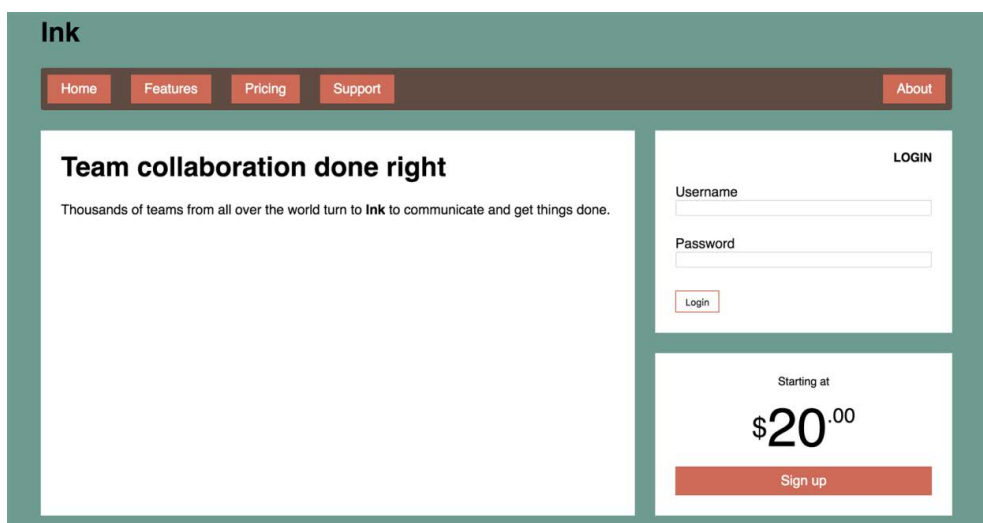 Ink
Home Features Pricing Support About
Team collaboration done right
Thousands of teams from all over the world turn to Ink to communicate and get things done.
LOGIN
Username
Password
Login
Starting at
$20.00
Sign up